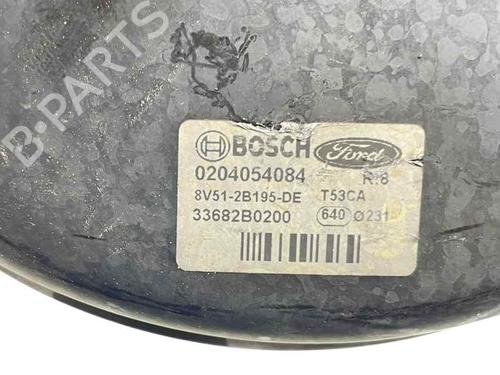 B-PARTS
BOSCH Ford
0204054084 R:8
8V51-2B195-DE T53CA
33682B0200 640 Ø231